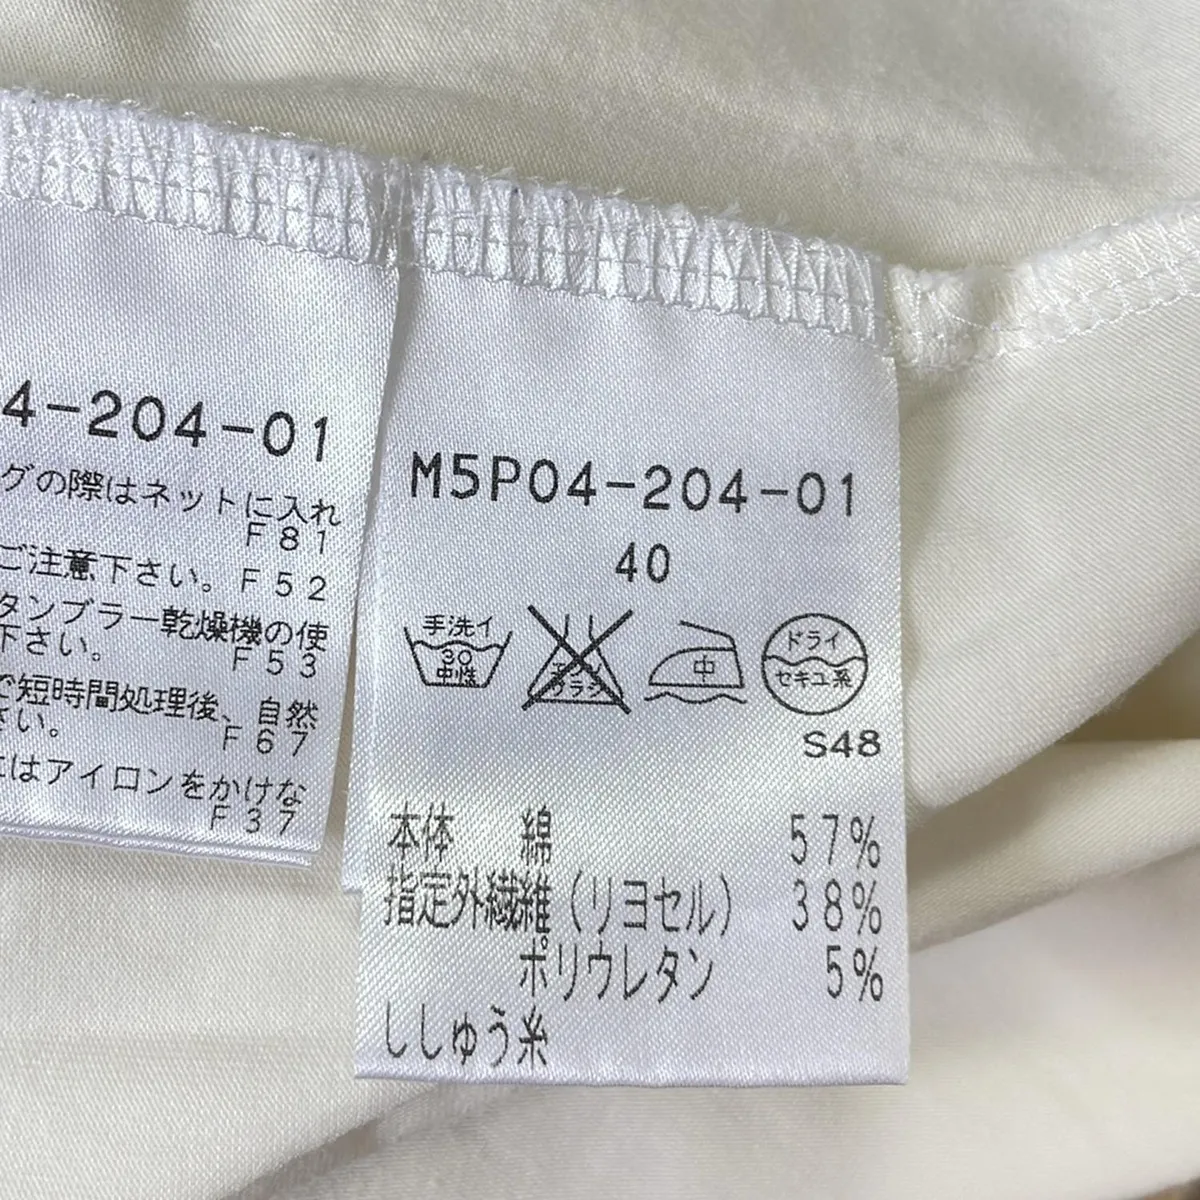 4-204-01
グの際はネットに入れ
F81
ご注意下さい。F52
タンブラー乾燥機の使
下さい。
F53
で短時間処理後、自然
さい。
F67
にはアイロンをかけな
F37
M5P04-204-01
40
手洗イ
30
中性
エンエン
中
ドライ
セキユ系
S48
本体 綿 57%
指定外繊維(リヨセル) 38%
ポリウレタン 5%
ししゅう糸